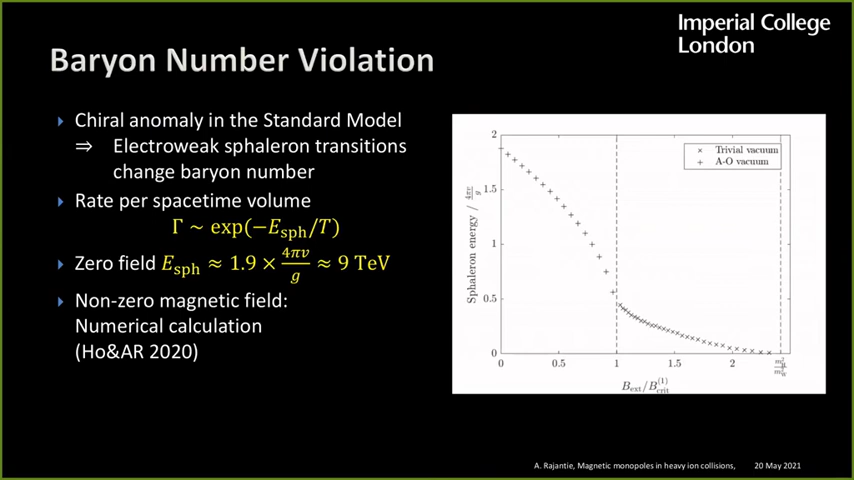 Imperial College
London
Baryon Number Violation
Chiral anomaly in the Standard Model
⇒ Electroweak sphaleron transitions
change baryon number
Rate per spacetime volume
Γ ~ exp(−E_sph/T)
Zero field E_sph ≈ 1.9 × 4πv/g ≈ 9 TeV
Non-zero magnetic field:
Numerical calculation
(Ho&AR 2020)
Sphaleron energy / 4πv/g
2
1.5
1
0.5
0
× Trivial vacuum
+ A-O vacuum
0 0.5 1 1.5 2
B_ext/B_crit^(1)
A. Rajantie, Magnetic monopoles in heavy ion collisions, 20 May 2021